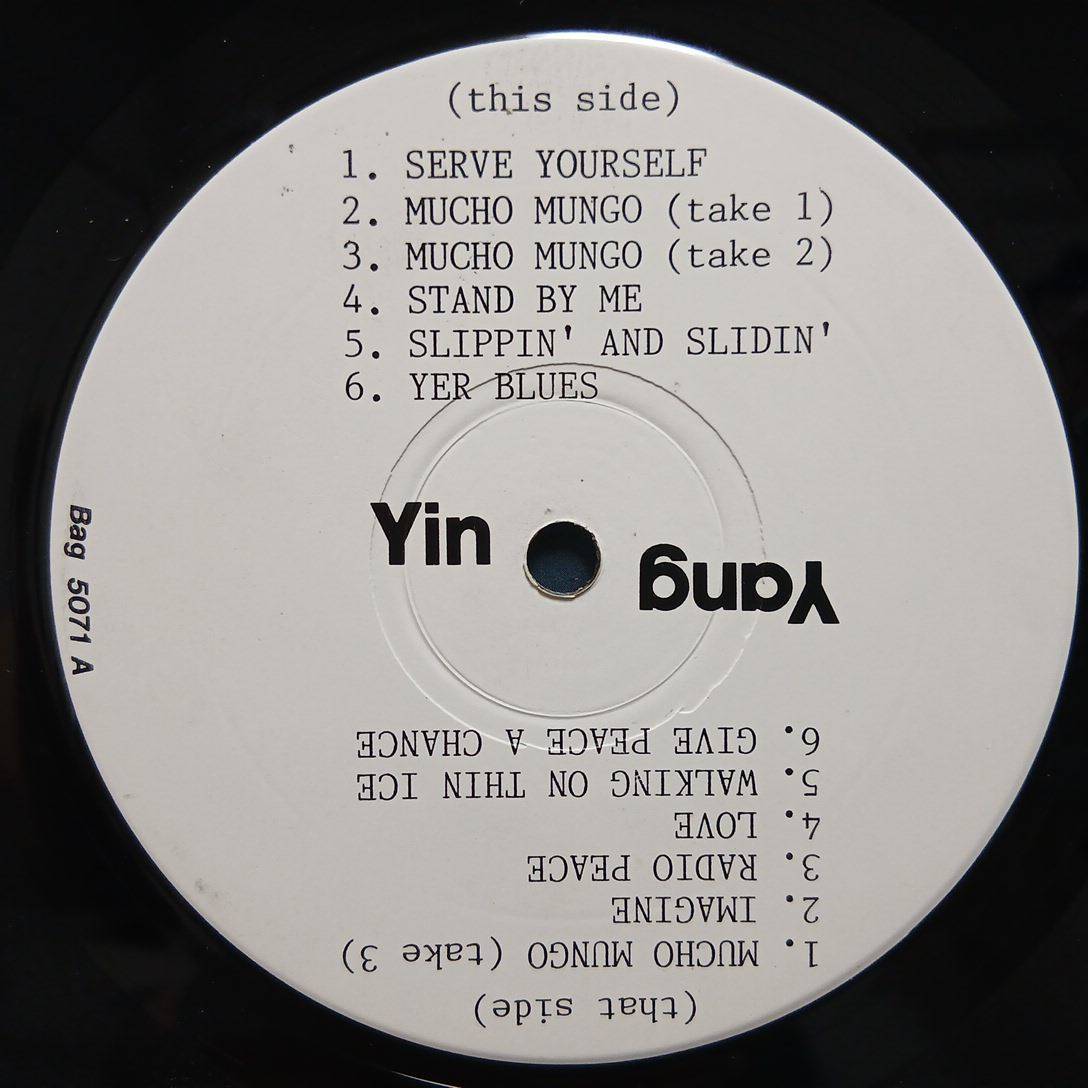 (this side)
1. SERVE YOURSELF
2. MUCHO MUNGO (take 1)
3. MUCHO MUNGO (take 2)
4. STAND BY ME
5. SLIPPIN' AND SLIDIN'
6. YER BLUES
Yin
Yang
Bag 5071 A
(that side)
1. MUCHO MUNGO (take 3)
2. IMAGINE
3. RADIO PEACE
4. LOVE
5. WALKING ON THIN ICE
6. GIVE PEACE A CHANCE